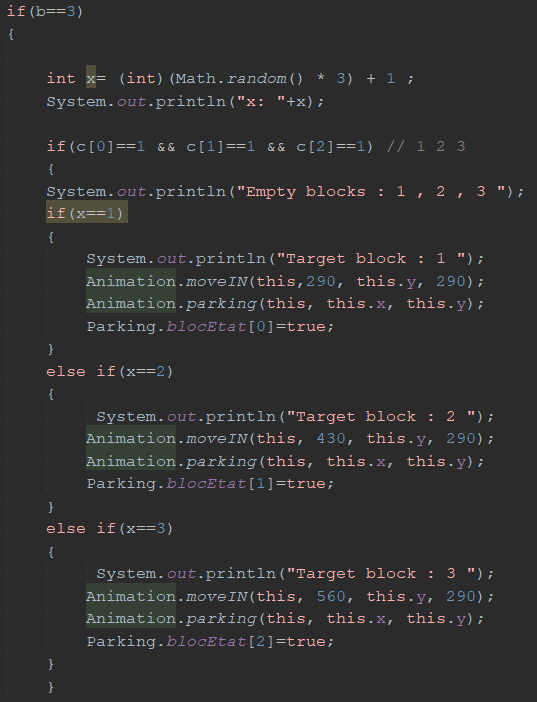 if(b==3)
{
int x= (int)(Math.random() * 3) + 1 ;
System.out.println("x: "+x);
if(c[0]==1 && c[1]==1 && c[2]==1) // 1 2 3
{
System.out.println("Empty blocks : 1 , 2 , 3 ");
if(x==1)
{
System.out.println("Target block : 1 ");
Animation.moveIN(this,290, this.y, 290);
Animation.parking(this, this.x, this.y);
Parking.blocEtat[0]=true;
}
else if(x==2)
{
System.out.println("Target block : 2 ");
Animation.moveIN(this, 430, this.y, 290);
Animation.parking(this, this.x, this.y);
Parking.blocEtat[1]=true;
}
else if(x==3)
{
System.out.println("Target block : 3 ");
Animation.moveIN(this, 560, this.y, 290);
Animation.parking(this, this.x, this.y);
Parking.blocEtat[2]=true;
}
}